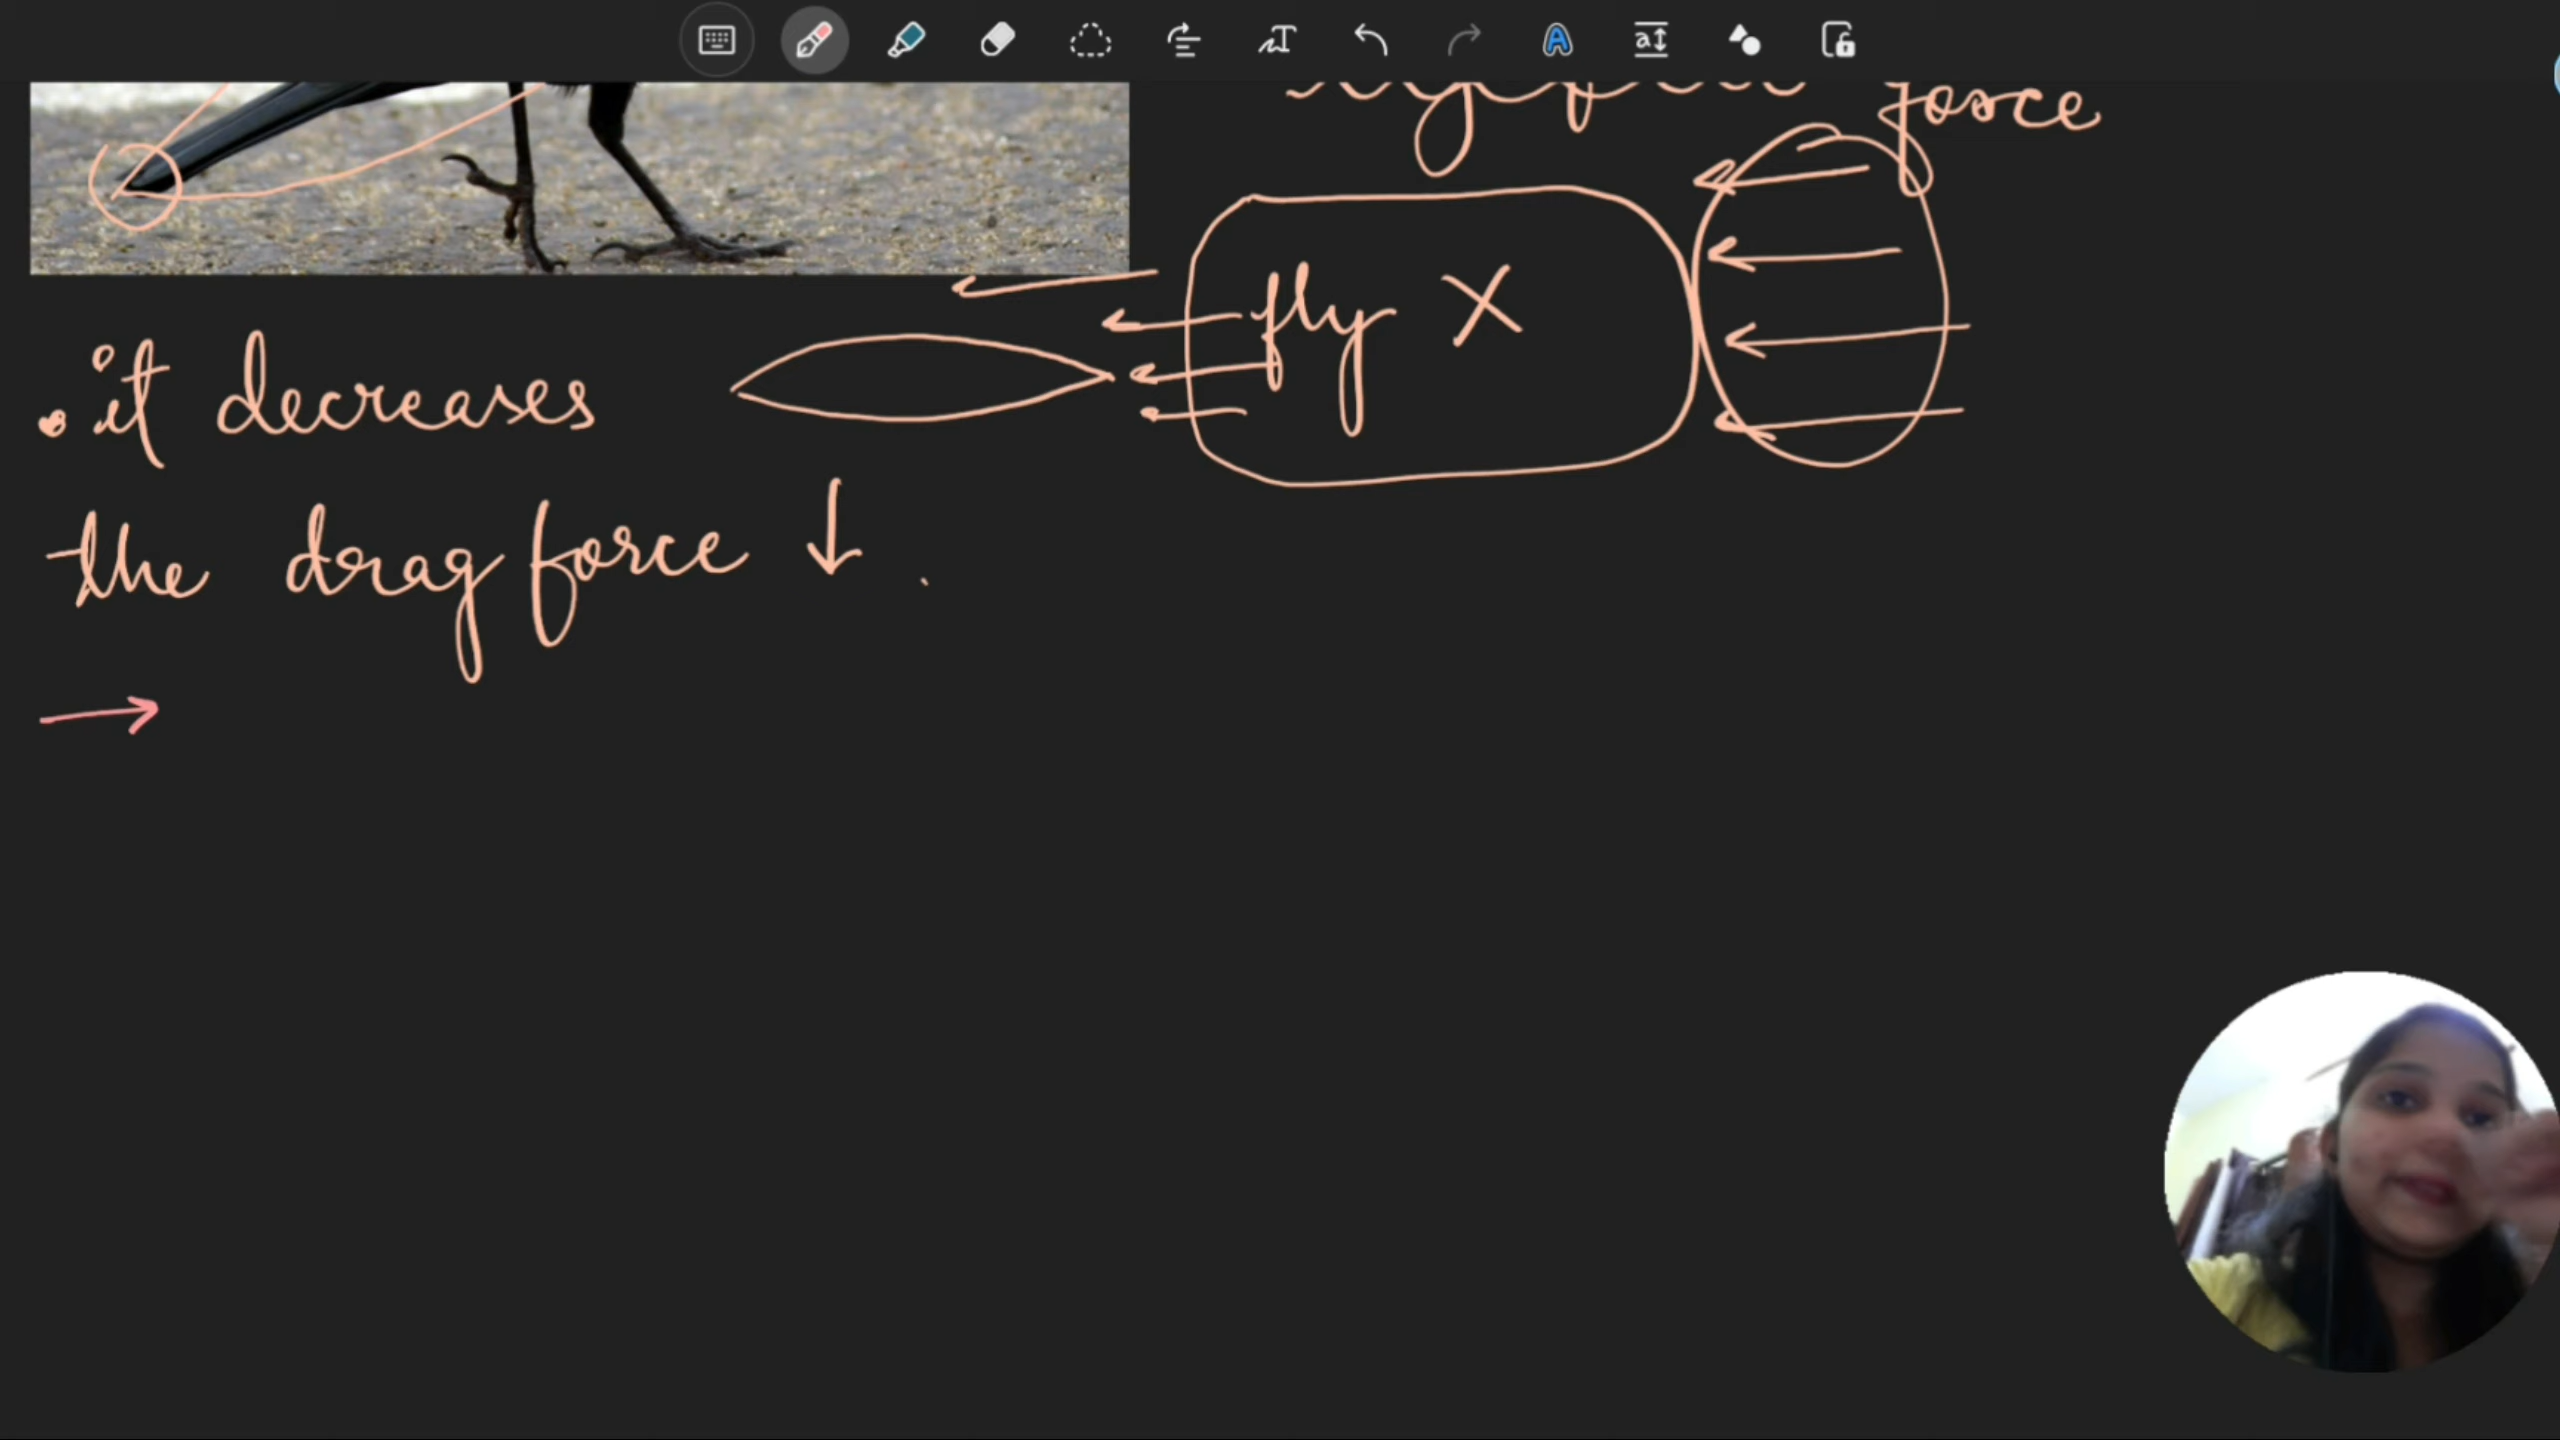 force
fly X
it decreases
the drag force ↓ .
→